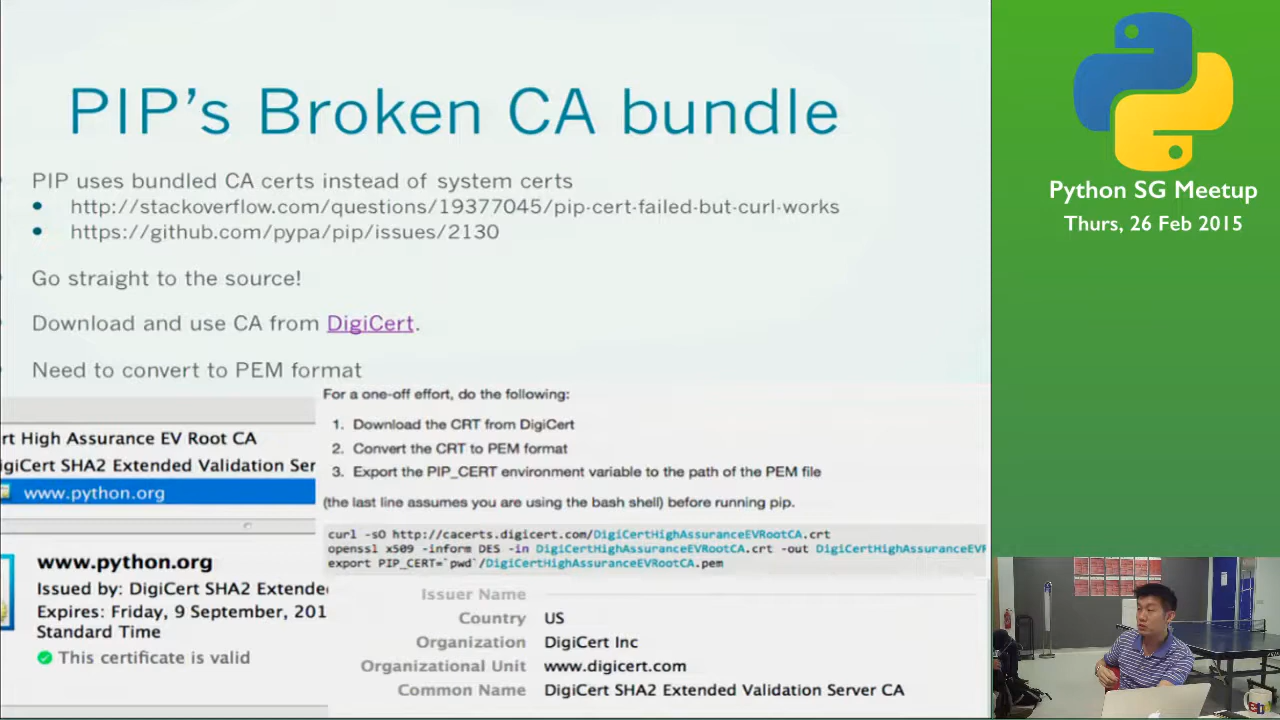 PIP's Broken CA bundle
PIP uses bundled CA certs instead of system certs
http://stackoverflow.com/questions/19377045/pip-cert-failed-but-curl-works
https://github.com/pypa/pip/issues/2130
Go straight to the source!
Download and use CA from DigiCert.
Need to convert to PEM format
For a one-off effort, do the following:
1. Download the CRT from DigiCert
2. Convert the CRT to PEM format
3. Export the PIP_CERT environment variable to the path of the PEM file
(the last line assumes you are using the bash shell) before running pip.
curl -sO http://cacerts.digicert.com/DigiCertHighAssuranceEVRootCA.crt
openssl x509 -inform DES -in DigiCertHighAssuranceEVRootCA.crt -out DigiCertHighAssuranceEVR
export PIP_CERT=`pwd`/DigiCertHighAssuranceEVRootCA.pem
rt High Assurance EV Root CA
igiCert SHA2 Extended Validation Ser
www.python.org
www.python.org
Issued by: DigiCert SHA2 Extende
Expires: Friday, 9 September, 201
Standard Time
This certificate is valid
Issuer Name
Country US
Organization DigiCert Inc
Organizational Unit www.digicert.com
Common Name DigiCert SHA2 Extended Validation Server CA
Python SG Meetup
Thurs, 26 Feb 2015